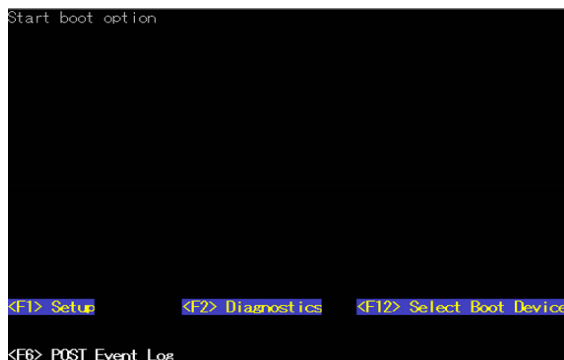 Start boot option
<F1> Setup <F2> Diagnostics <F12> Select Boot Device
<F6> POST Event Log